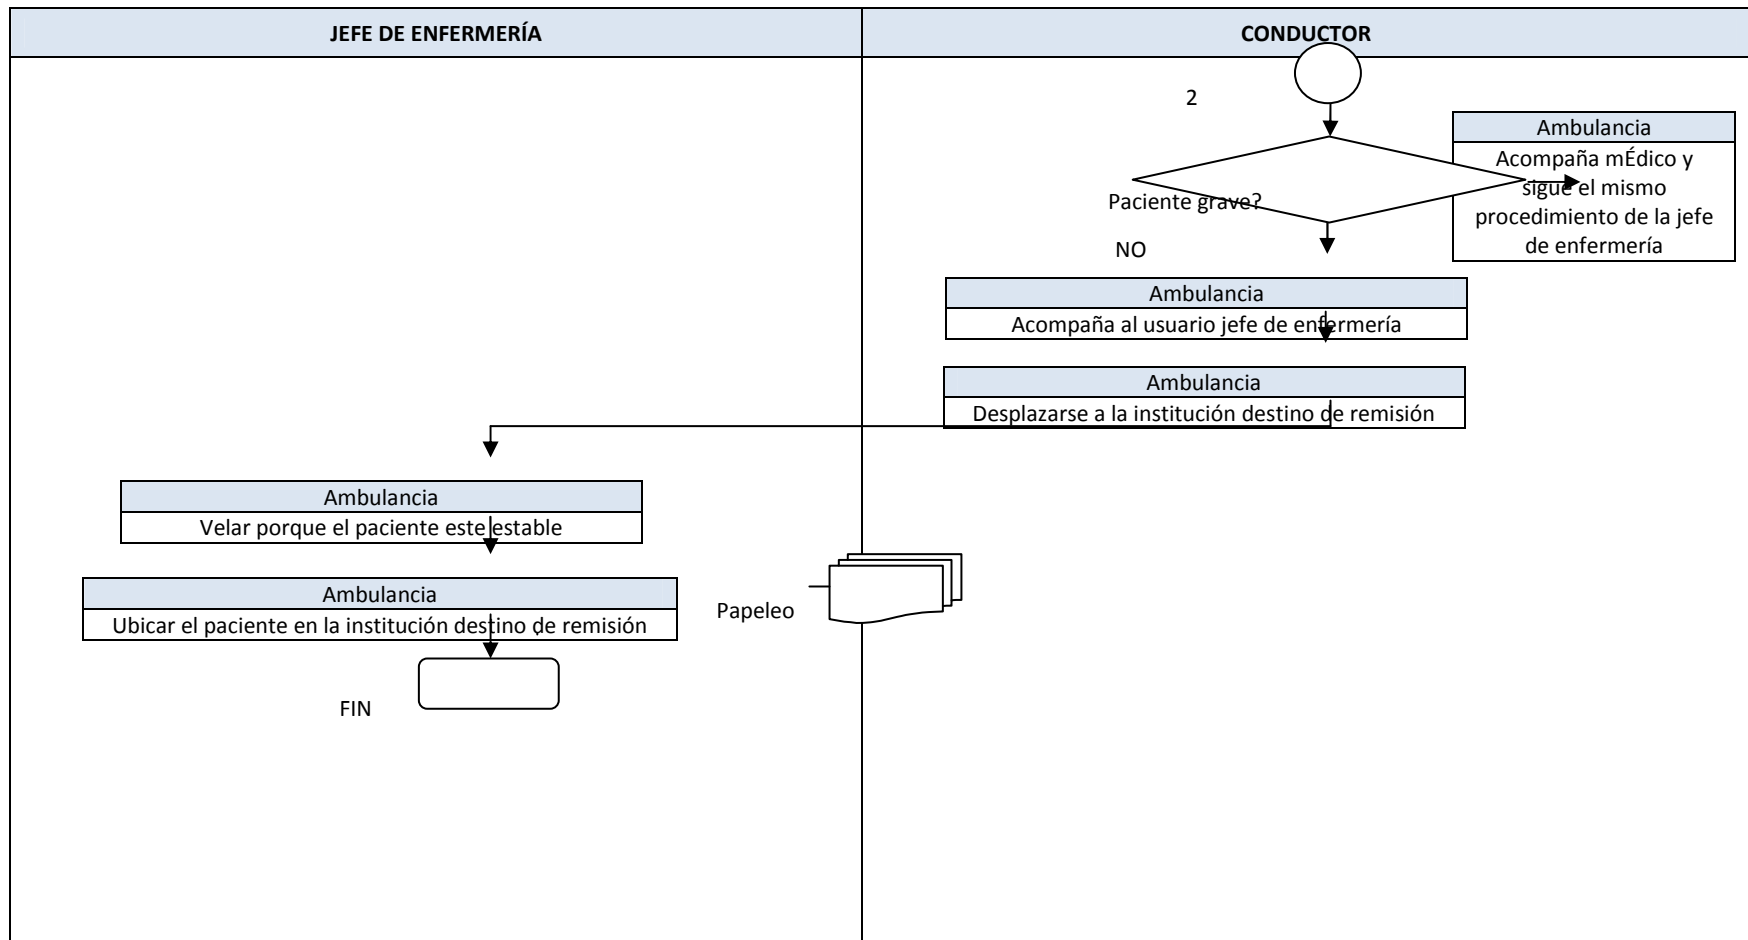 JEFE DE ENFERMERÍA
CONDUCTOR
2
Ambulancia
Acompaña mÉdico y
sigue el mismo
procedimiento de la jefe
de enfermería
Paciente grave?
NO
Ambulancia
Acompaña al usuario jefe de enfermería
Ambulancia
Desplazarse a la institución destino de remisión
Ambulancia
Velar porque el paciente este estable
Ambulancia
Ubicar el paciente en la institución destino de remisión
Papeleo
FIN